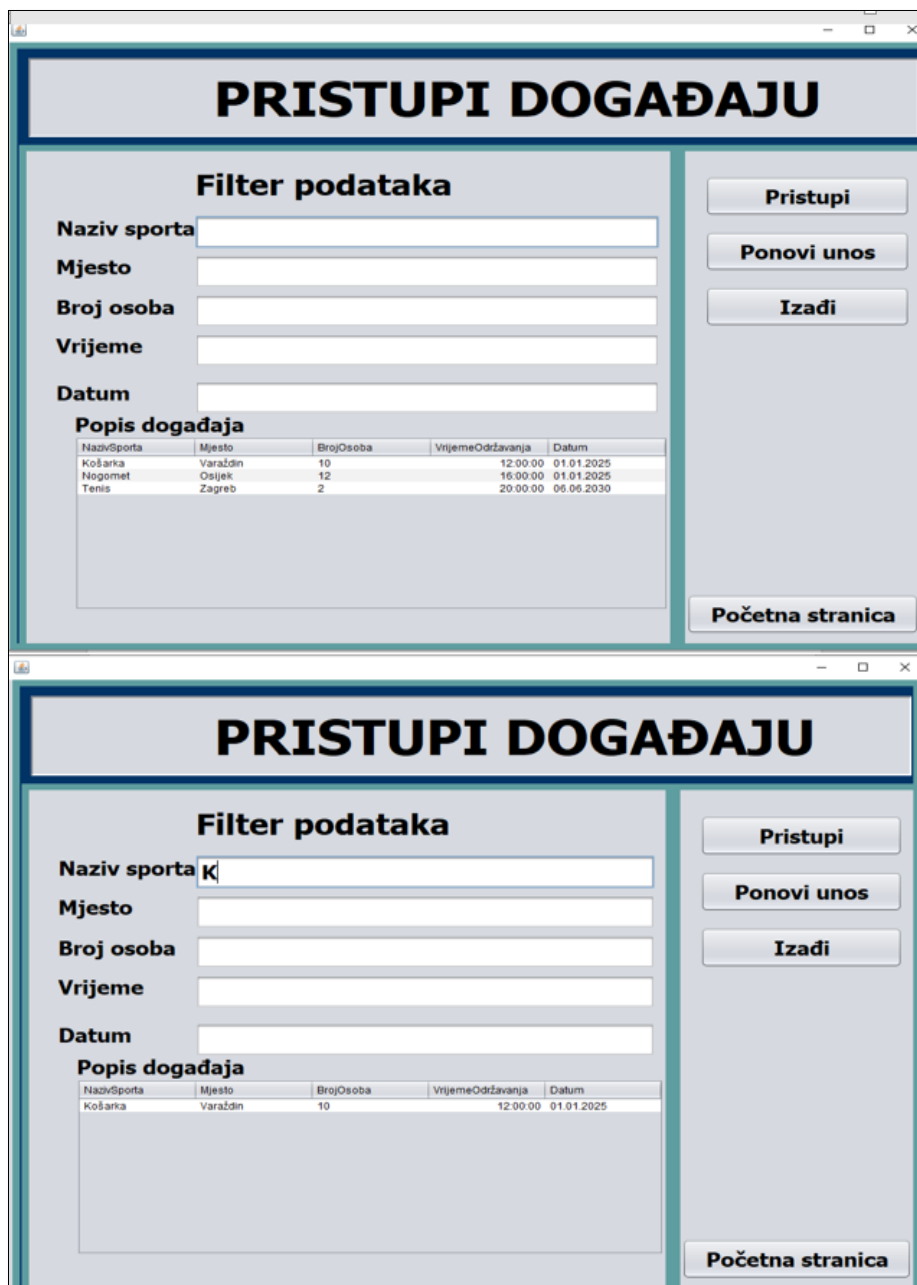 PRISTUPI DOGAĐAJU
Filter podataka
Naziv sporta
Mjesto
Broj osoba
Vrijeme
Datum
Popis događaja
NazivSporta Mjesto BrojOsoba VrijemeOdržavanja Datum
Košarka Varaždin 10 12:00:00 01.01.2025
Nogomet Osijek 12 16:00:00 01.01.2025
Tenis Zagreb 2 20:00:00 06.06.2030
Pristupi
Ponovi unos
Izađi
Početna stranica
PRISTUPI DOGAĐAJU
Filter podataka
Naziv sporta K
Mjesto
Broj osoba
Vrijeme
Datum
Popis događaja
NazivSporta Mjesto BrojOsoba VrijemeOdržavanja Datum
Košarka Varaždin 10 12:00:00 01.01.2025
Pristupi
Ponovi unos
Izađi
Početna stranica